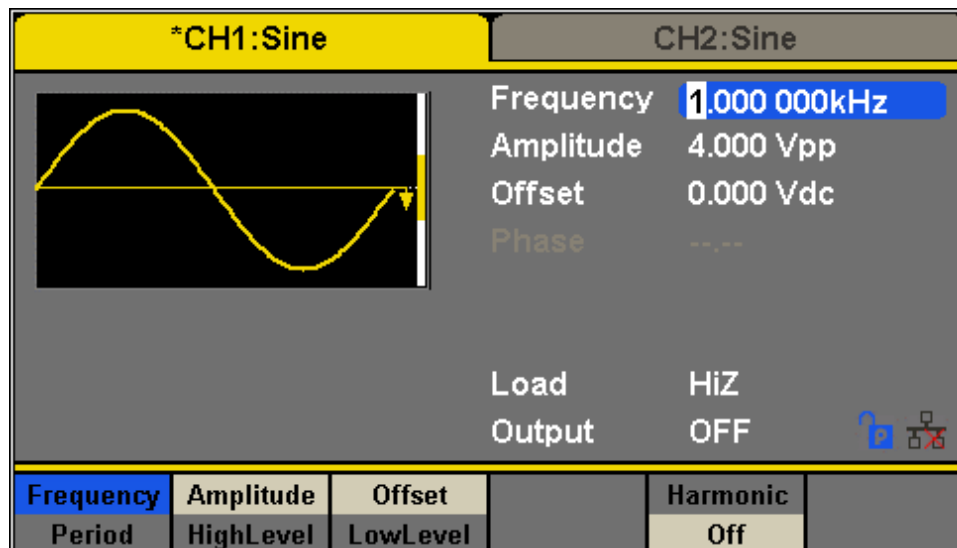 *CH1:Sine CH2:Sine
Frequency 1.000 000kHz
Amplitude 4.000 Vpp
Offset 0.000 Vdc
Phase --.--
Load HiZ
Output OFF
P
Frequency Amplitude Offset Harmonic
Period HighLevel LowLevel Off